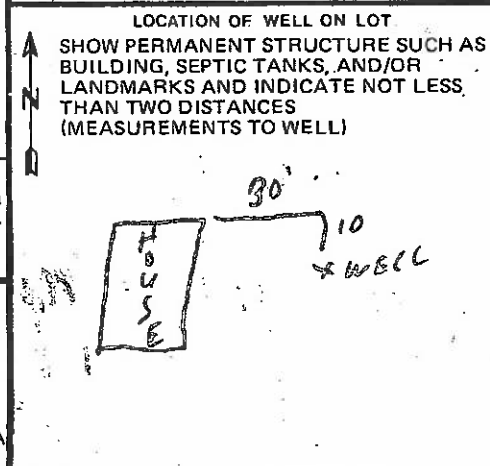 LOCATION OF WELL ON LOT
N
SHOW PERMANENT STRUCTURE SUCH AS
BUILDING, SEPTIC TANKS, AND/OR
LANDMARKS AND INDICATE NOT LESS
THAN TWO DISTANCES
(MEASUREMENTS TO WELL)
30'
10
HOUSE
x WELL